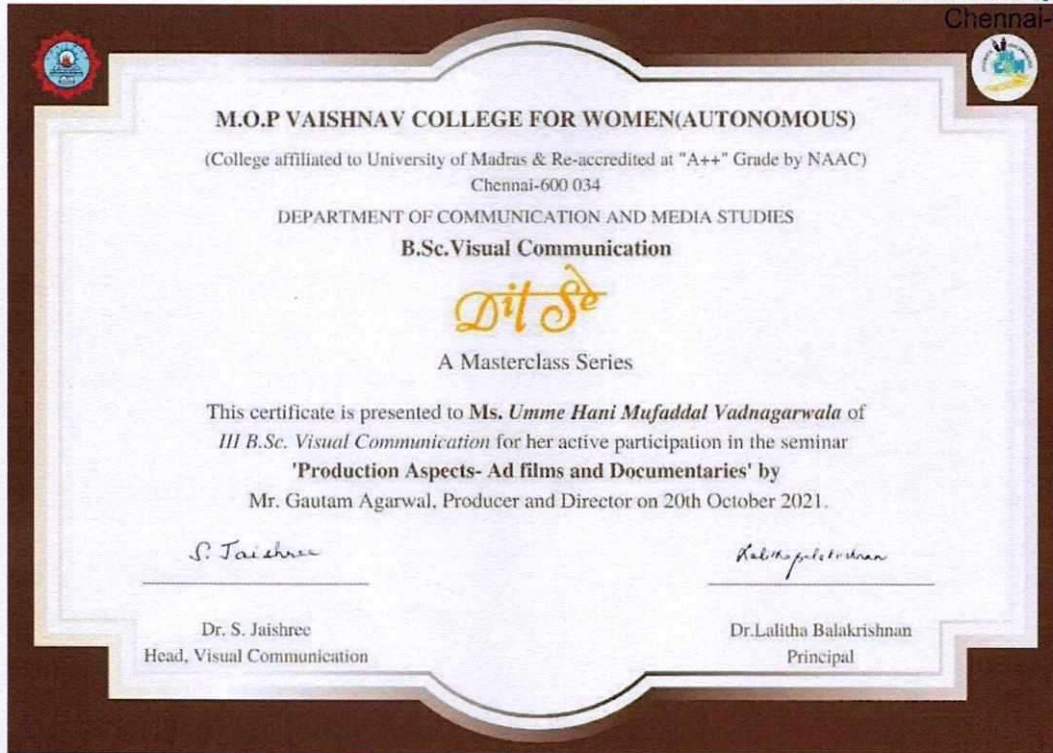 Chennai-
M.O.P VAISHNAV COLLEGE FOR WOMEN(AUTONOMOUS)
(College affiliated to University of Madras & Re-accredited at "A++" Grade by NAAC)
Chennai-600 034
DEPARTMENT OF COMMUNICATION AND MEDIA STUDIES
B.Sc.Visual Communication
Dil Se
A Masterclass Series
This certificate is presented to Ms. Umme Hani Mufaddal Vadnagarwala of
III B.Sc. Visual Communication for her active participation in the seminar
'Production Aspects- Ad films and Documentaries' by
Mr. Gautam Agarwal, Producer and Director on 20th October 2021.
S. Jaishree
Lalithabalakrishnan
Dr. S. Jaishree
Dr.Lalitha Balakrishnan
Head, Visual Communication
Principal